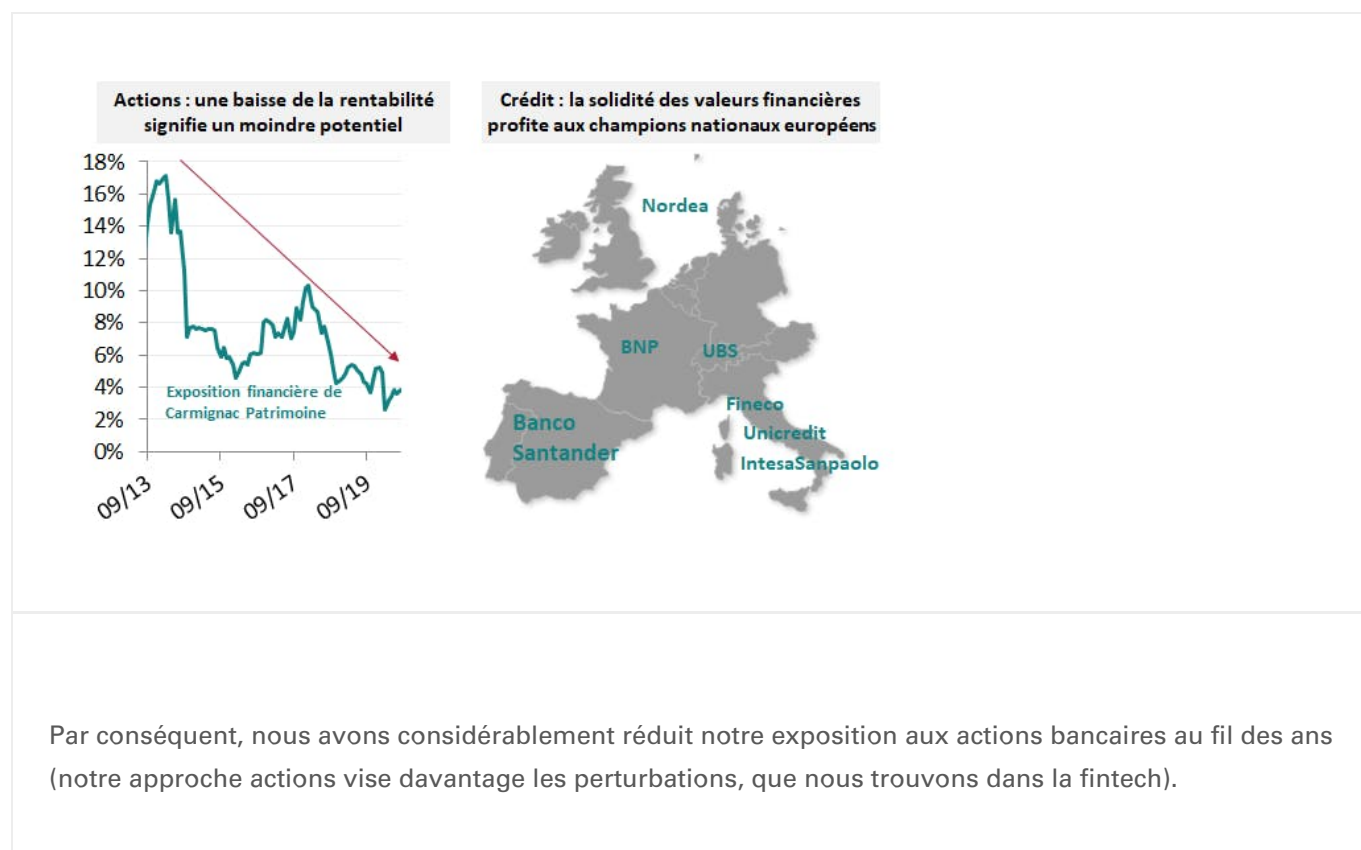 Actions : une baisse de la rentabilité
signifie un moindre potentiel
18%
16%
14%
12%
10%
8%
6%
4%
2%
0%
Exposition financière de
Carmignac Patrimoine
09/13
09/15
09/17
09/19
Crédit : la solidité des valeurs financières
profite aux champions nationaux européens
Nordea
BNP
UBS
Fineco
Banco
Santander
Unicredit
IntesaSanpaolo
Par conséquent, nous avons considérablement réduit notre exposition aux actions bancaires au fil des ans
(notre approche actions vise davantage les perturbations, que nous trouvons dans la fintech).